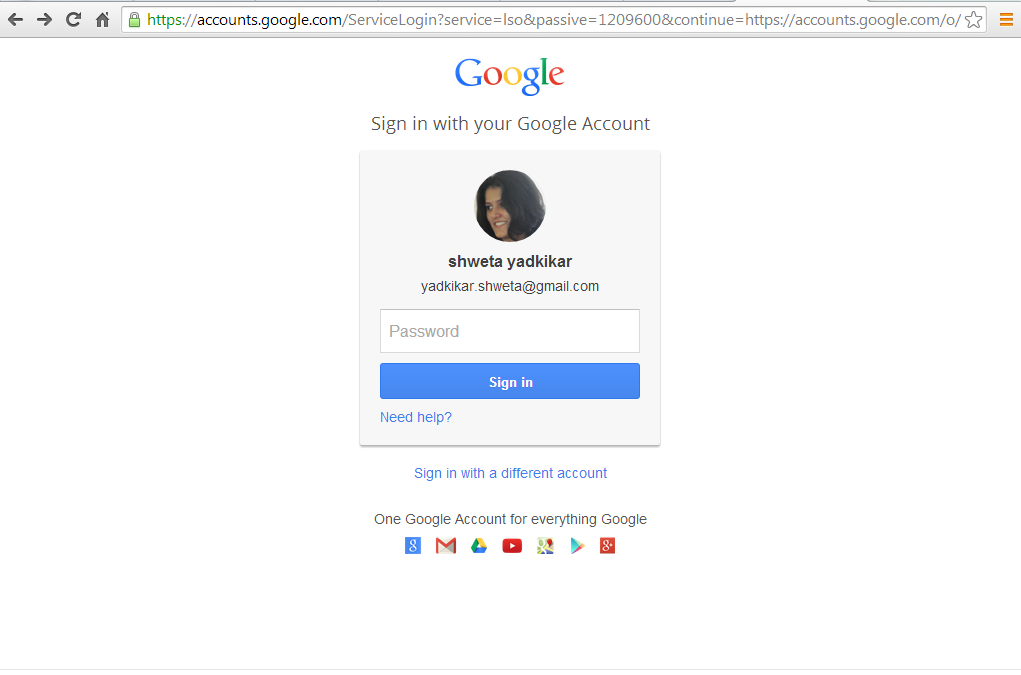 https://accounts.google.com/ServiceLogin?service=lso&passive=1209600&continue=https://accounts.google.com/o/
Google
Sign in with your Google Account
shweta yadkikar
yadkikar.shweta@gmail.com
Password
Sign in
Need help?
Sign in with a different account
One Google Account for everything Google
8 8+